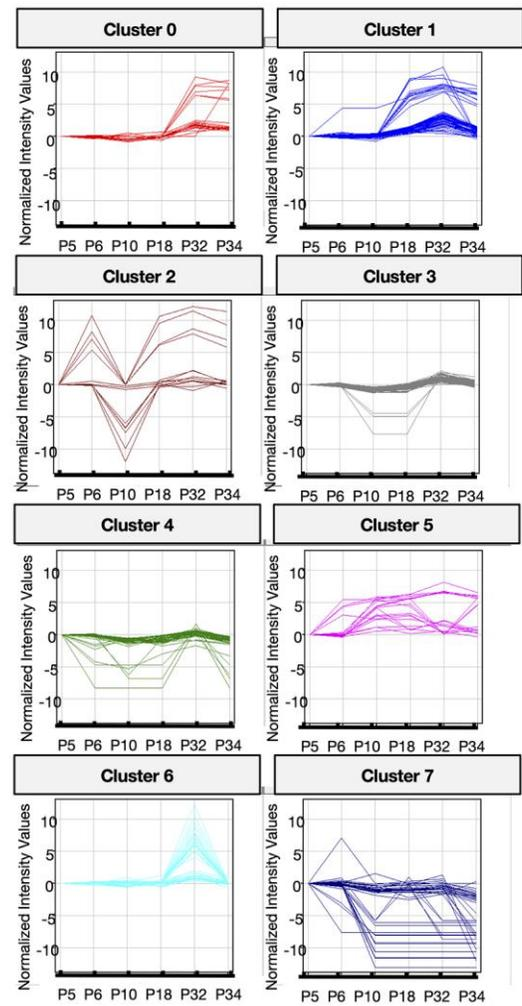 Cluster 0
Normalized Intensity Values
10
5
0
-5
-10
P5 P6 P10 P18 P32 P34
Cluster 1
Normalized Intensity Values
10
5
0
-5
-10
P5 P6 P10 P18 P32 P34
Cluster 2
Normalized Intensity Values
10
5
0
-5
-10
P5 P6 P10 P18 P32 P34
Cluster 3
Normalized Intensity Values
10
5
0
-5
-10
P5 P6 P10 P18 P32 P34
Cluster 4
Normalized Intensity Values
10
5
0
-5
-10
P5 P6 P10 P18 P32 P34
Cluster 5
Normalized Intensity Values
10
5
0
-5
-10
P5 P6 P10 P18 P32 P34
Cluster 6
Normalized Intensity Values
10
5
0
-5
-10
P5 P6 P10 P18 P32 P34
Cluster 7
Normalized Intensity Values
10
5
0
-5
-10
P5 P6 P10 P18 P32 P34